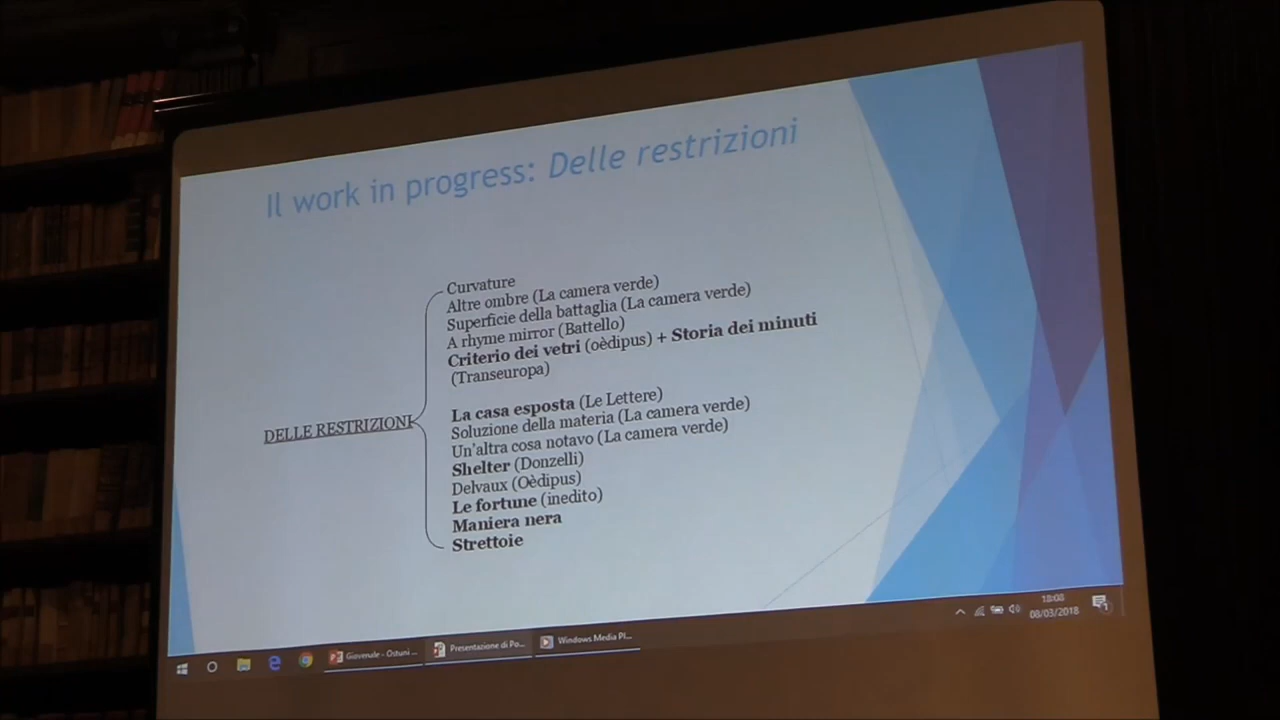 Il work in progress: Delle restrizioni
DELLE RESTRIZIONI
Curvature
Altre ombre (La camera verde)
Superficie della battaglia (La camera verde)
A rhyme mirror (Battello)
Criterio dei vetri (oèdipus) + Storia dei minuti
(Transeuropa)
La casa esposta (Le Lettere)
Soluzione della materia (La camera verde)
Un'altra cosa notavo (La camera verde)
Shelter (Donzelli)
Delvaux (Oèdipus)
Le fortune (inedito)
Maniera nera
Strettoie
Giovenale - Ostuni ...
Presentazione di Po...
Windows Media Pl...
18:08
08/03/2018